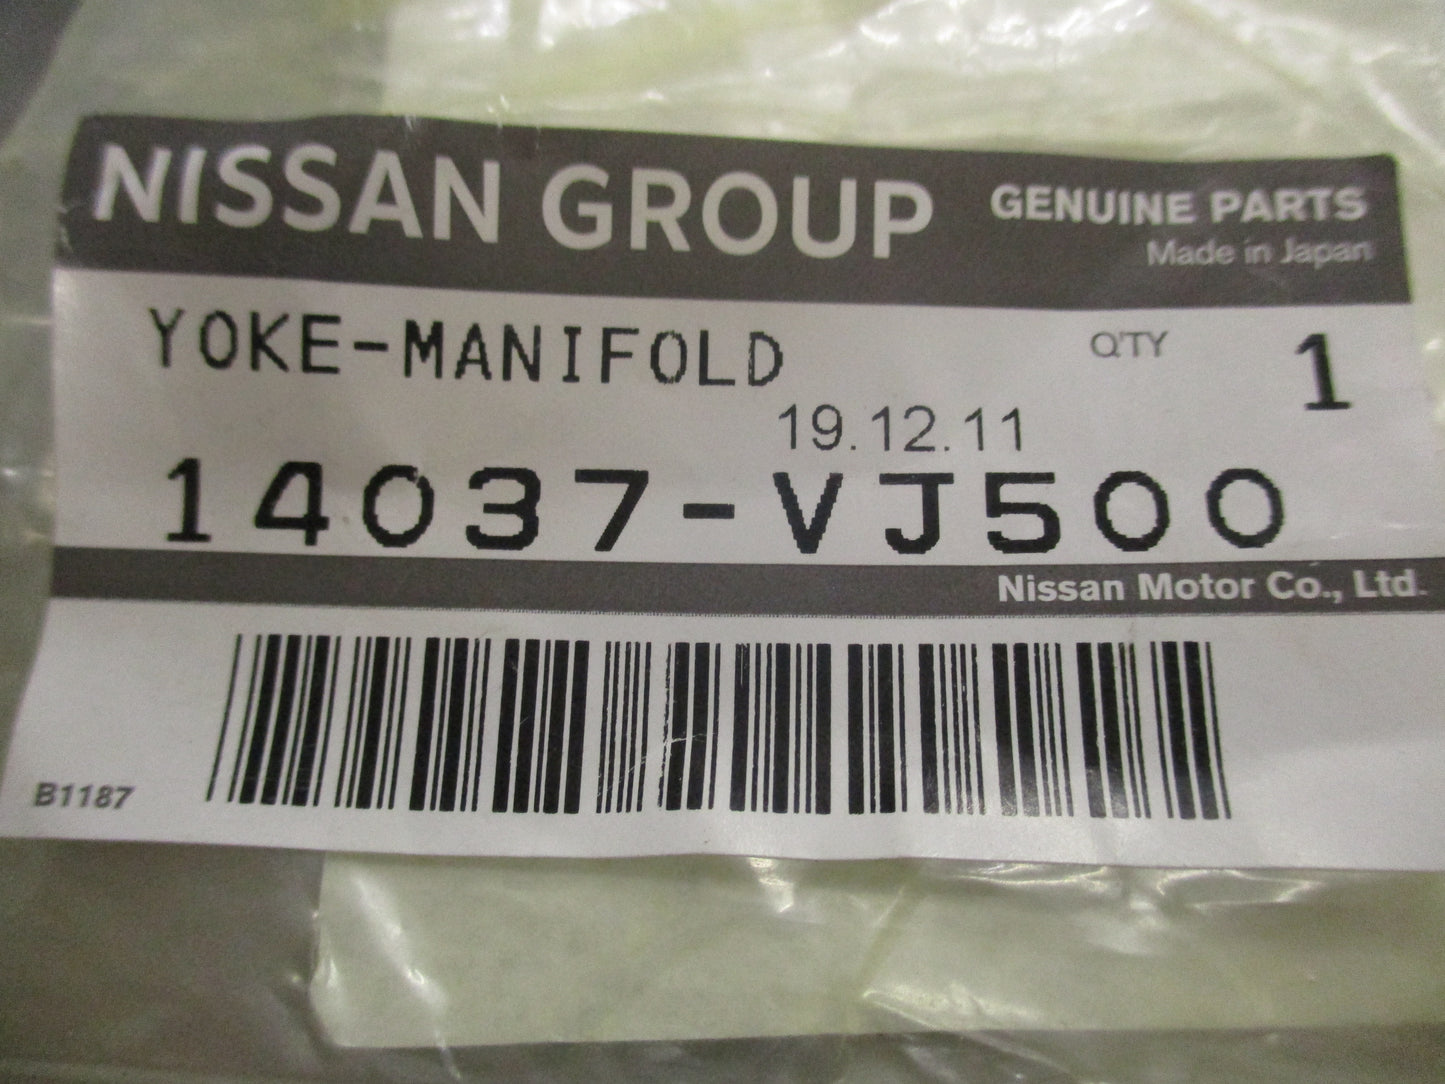 NISSAN GROUP GENUINE PARTS
Made in Japan
YOKE-MANIFOLD Q'TY 1
19.12.11
14037-VJ500
Nissan Motor Co., Ltd.
B1187